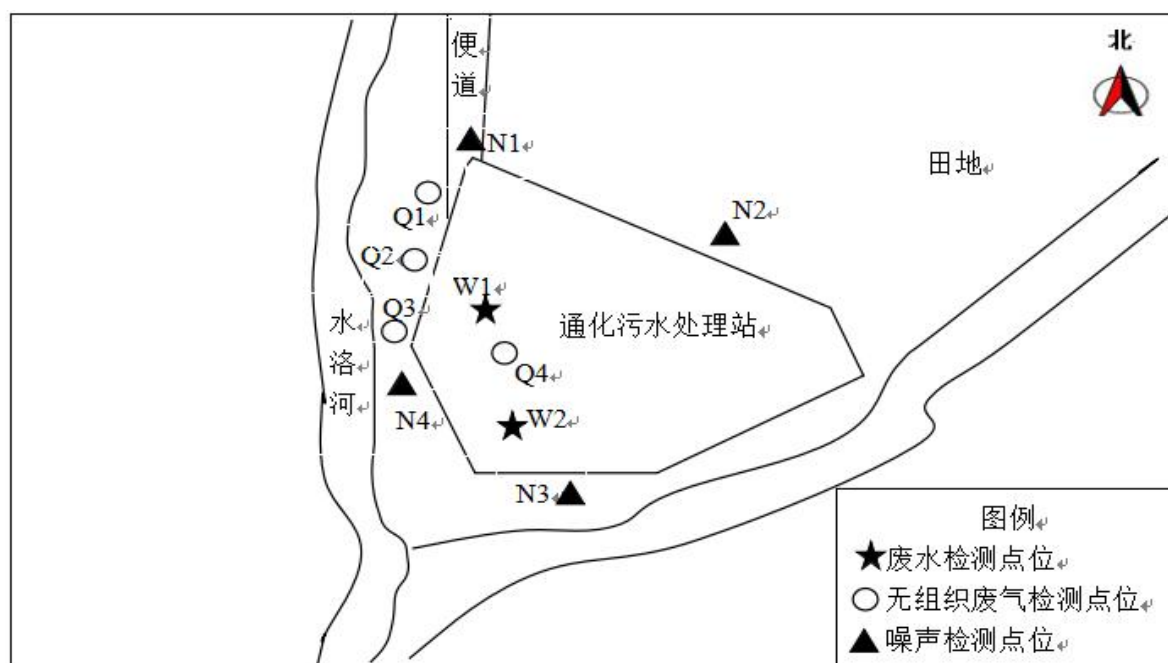 便道
北
N1
田地
Q1
N2
Q2
W1
Q3
水洛河
通化污水处理站
Q4
N4
W2
N3
图例
★废水检测点位
○无组织废气检测点位
▲噪声检测点位